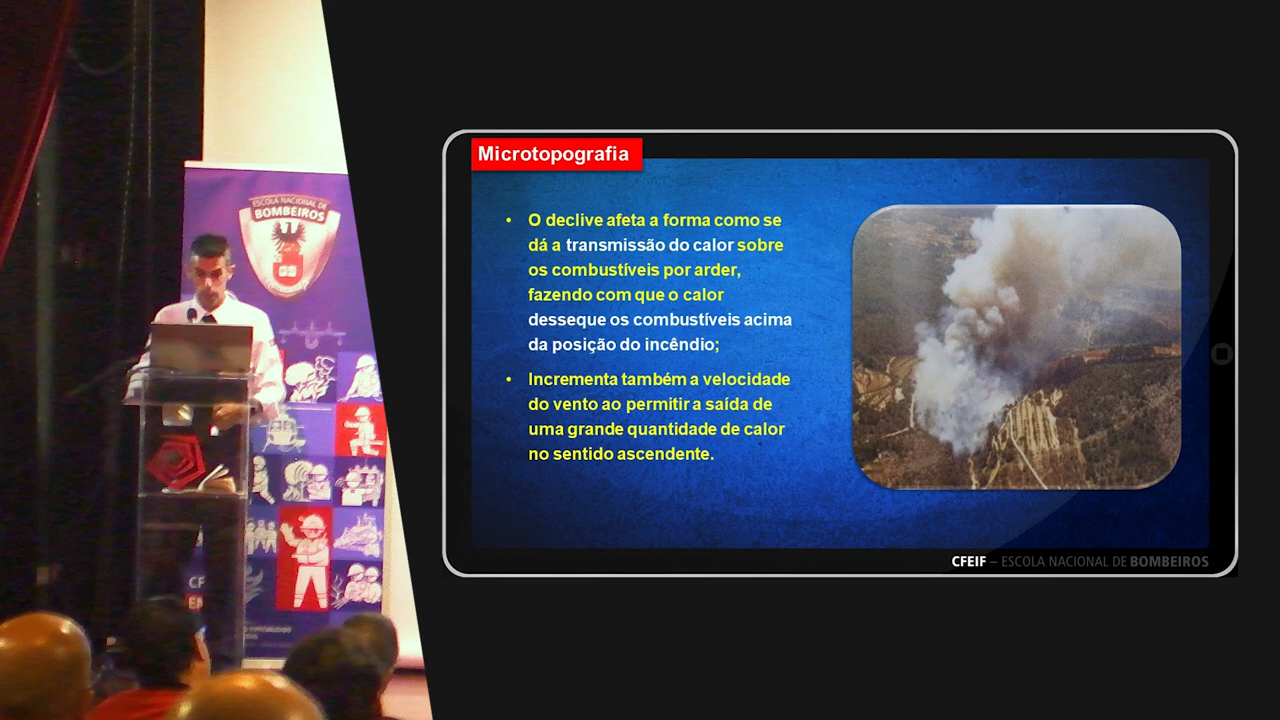 ESCOLA NACIONAL DE
BOMBEIROS
CF
Microtopografia
• O declive afeta a forma como se
dá a transmissão do calor sobre
os combustíveis por arder,
fazendo com que o calor
desseque os combustíveis acima
da posição do incêndio;
• Incrementa também a velocidade
do vento ao permitir a saída de
uma grande quantidade de calor
no sentido ascendente.
CFEIF – ESCOLA NACIONAL DE BOMBEIROS